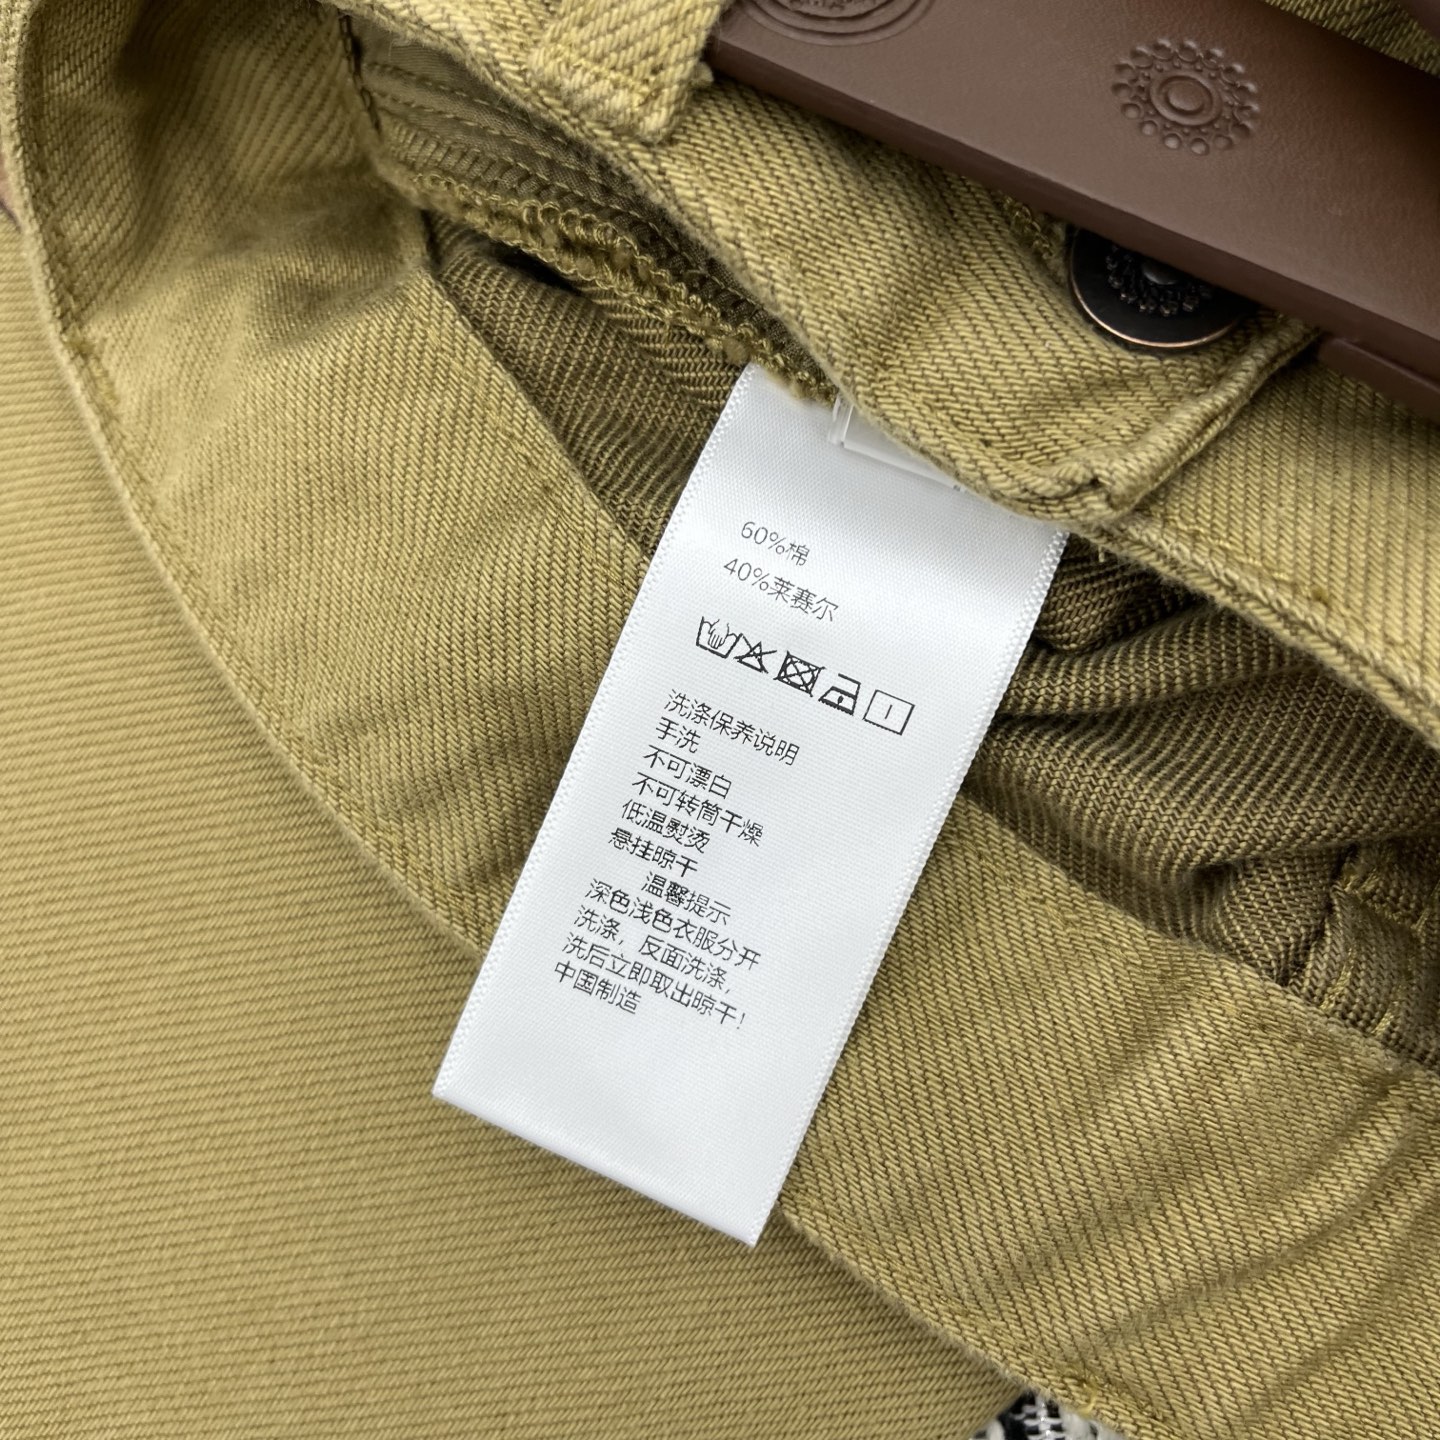 60%棉
40%莱赛尔
洗涤保养说明
手洗
不可漂白
不可转筒干燥
低温熨烫
悬挂晾干
温馨提示
深色浅色衣服分开
洗涤，反面洗涤，
洗后立即取出晾干！
中国制造